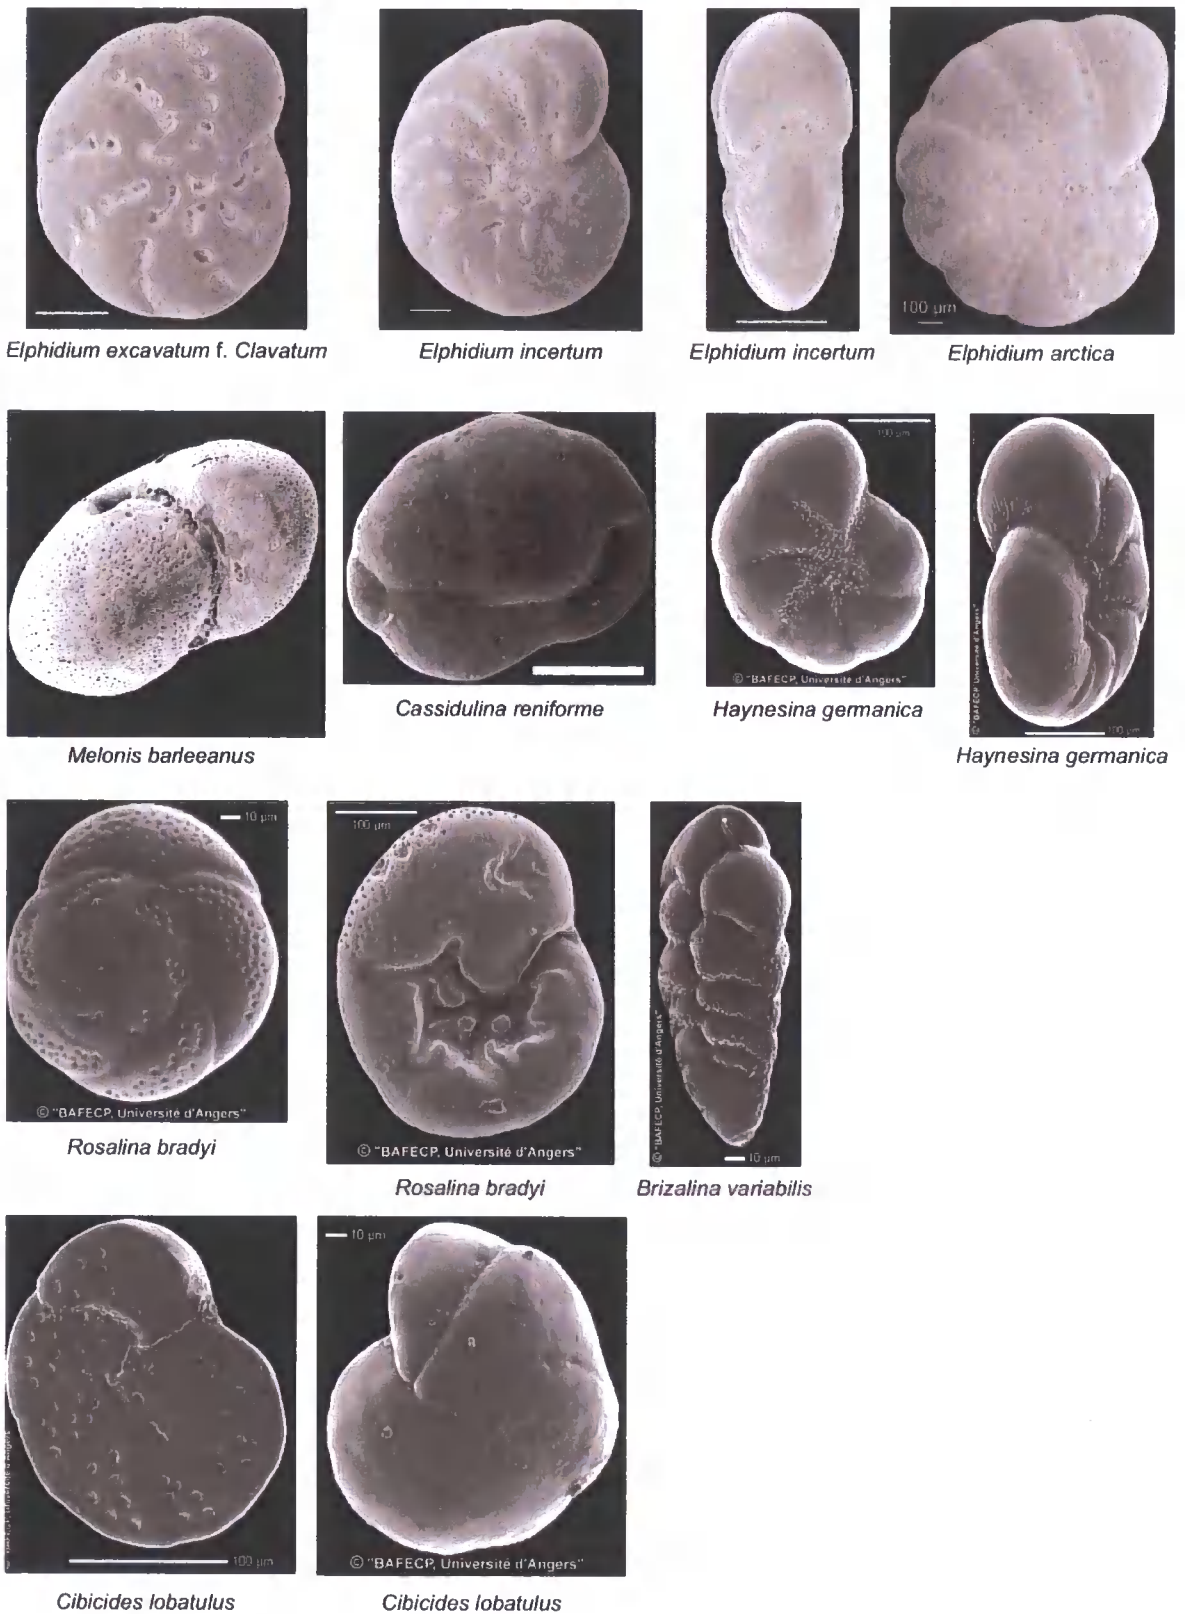 Elphidium excavatum f. Clavatum
Elphidium incertum
Elphidium incertum
100 µm
Elphidium arctica
Melonis barleeanus
Cassidulina reniforme
100 µm
© "BAFECP, Université d'Angers"
Haynesina germanica
© "BAFECP, Université d'Angers"
100 µm
Haynesina germanica
10 µm
© "BAFECP, Université d'Angers"
Rosalina bradyi
100 µm
© "BAFECP, Université d'Angers"
Rosalina bradyi
© "BAFECP, Université d'Angers"
10 µm
Brizalina variabilis
100 µm
Cibicides lobatulus
10 µm
© "BAFECP, Université d'Angers"
Cibicides lobatulus